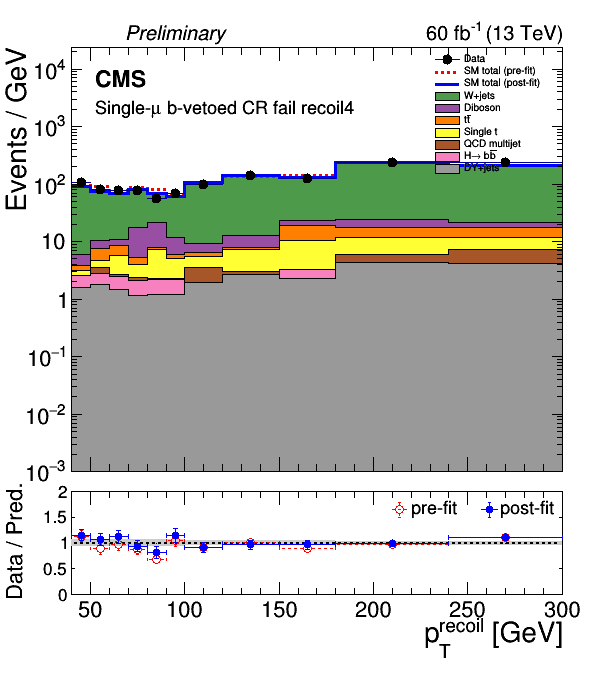 Preliminary 60 fb⁻¹ (13 TeV)
CMS
Single-μ b-vetoed CR fail recoil4
Data
SM total (pre-fit)
SM total (post-fit)
W+jets
Diboson
tt̅
Single t
QCD multijet
H→ bb̅
DY+jets
Events / GeV
10⁴
10³
10²
10
1
10⁻¹
10⁻²
10⁻³
pre-fit post-fit
Data / Pred.
2
1.5
1
0.5
0
50 100 150 200 250 300
p_T^recoil [GeV]